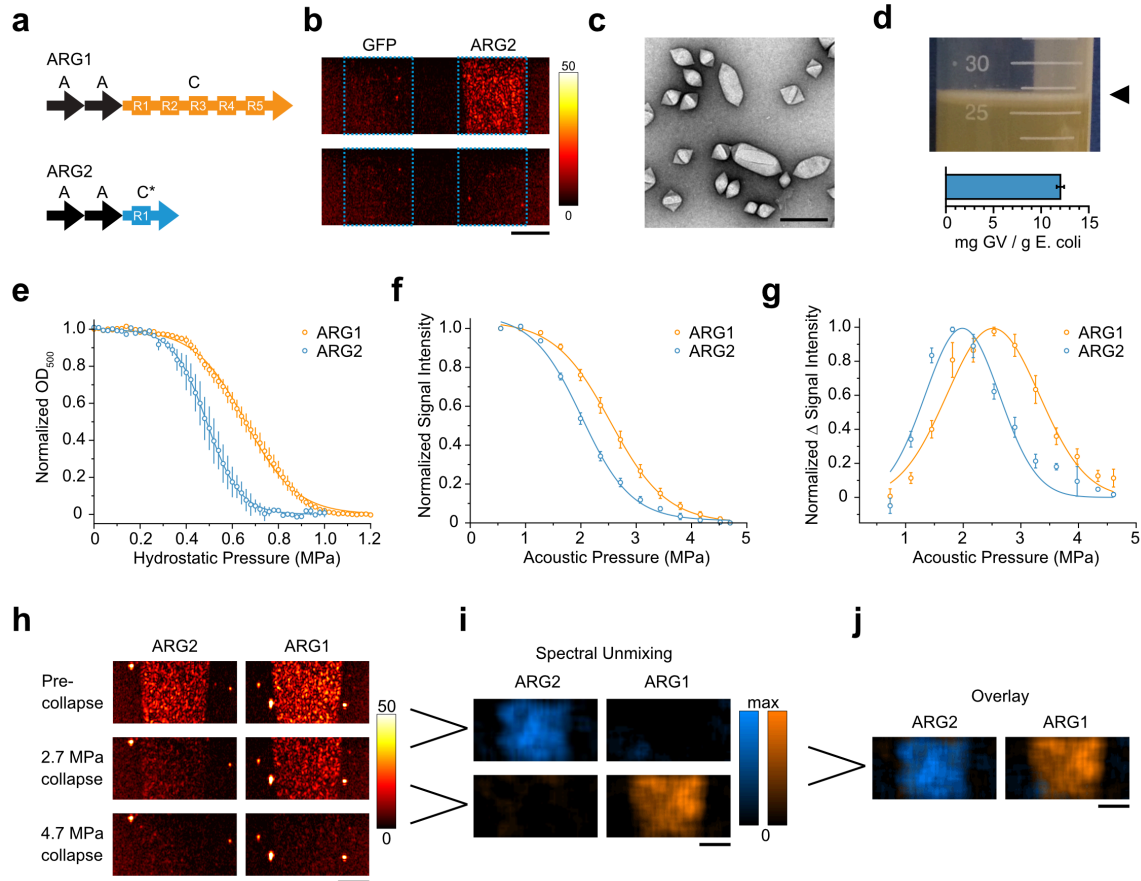 a
ARG1
A A C
R1 R2 R3 R4 R5
ARG2
A A C*
R1
b
GFP ARG2
50
0
c
d
30
25
0 5 10 15
mg GV / g E. coli
e
ARG1
ARG2
Normalized OD500
1.0
0.8
0.6
0.4
0.2
0
0 0.2 0.4 0.6 0.8 1.0 1.2
Hydrostatic Pressure (MPa)
f
ARG1
ARG2
Normalized Signal Intensity
1.0
0.8
0.6
0.4
0.2
0
0 1 2 3 4 5
Acoustic Pressure (MPa)
g
ARG1
ARG2
Normalized Δ Signal Intensity
1.0
0.8
0.6
0.4
0.2
0
1 2 3 4 5
Acoustic Pressure (MPa)
h
ARG2 ARG1
Pre-
collapse
2.7 MPa
collapse
4.7 MPa
collapse
50
0
i
Spectral Unmixing
ARG2 ARG1
max
0
j
Overlay
ARG2 ARG1